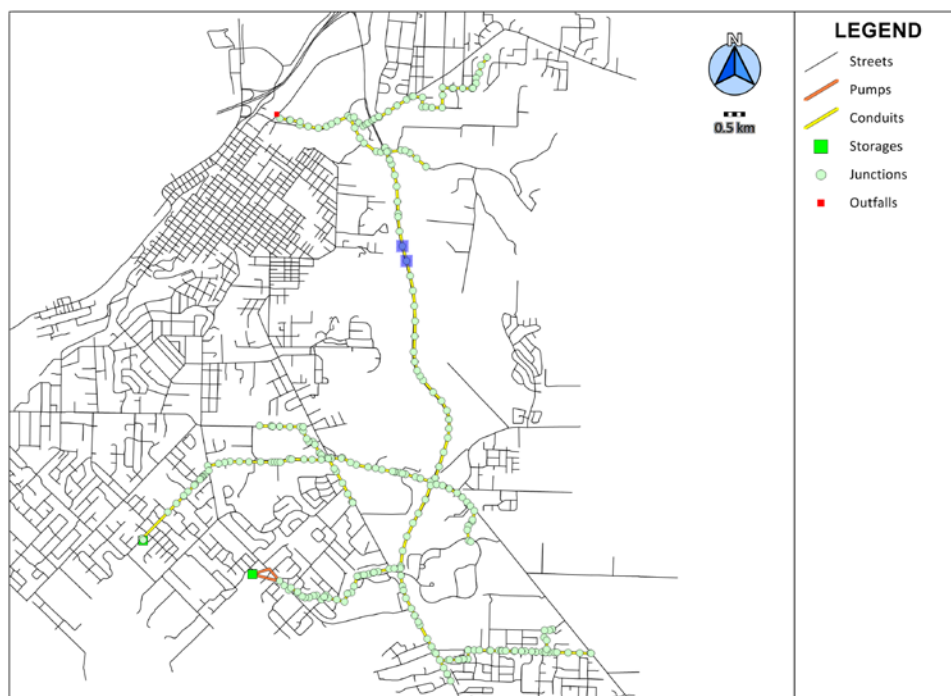 LEGEND
N
Streets
Pumps
0.5 km
Conduits
Storages
Junctions
Outfalls